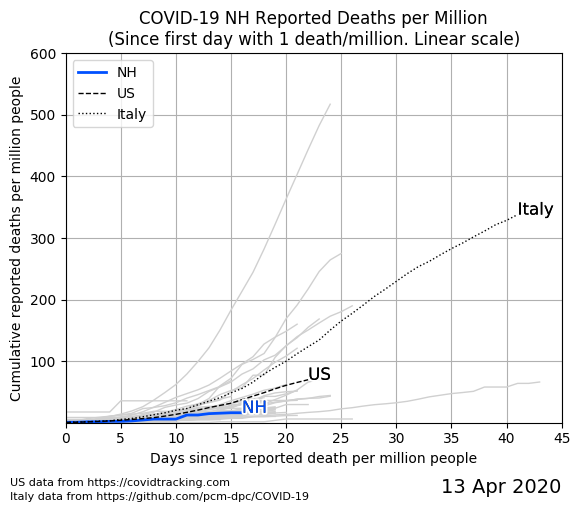 COVID-19 NH Reported Deaths per Million
(Since first day with 1 death/million. Linear scale)
Cumulative reported deaths per million people
600
500
400
300
200
100
NH
US
Italy
Italy
US
NH
0 5 10 15 20 25 30 35 40 45
Days since 1 reported death per million people
US data from https://covidtracking.com
Italy data from https://github.com/pcm-dpc/COVID-19
13 Apr 2020